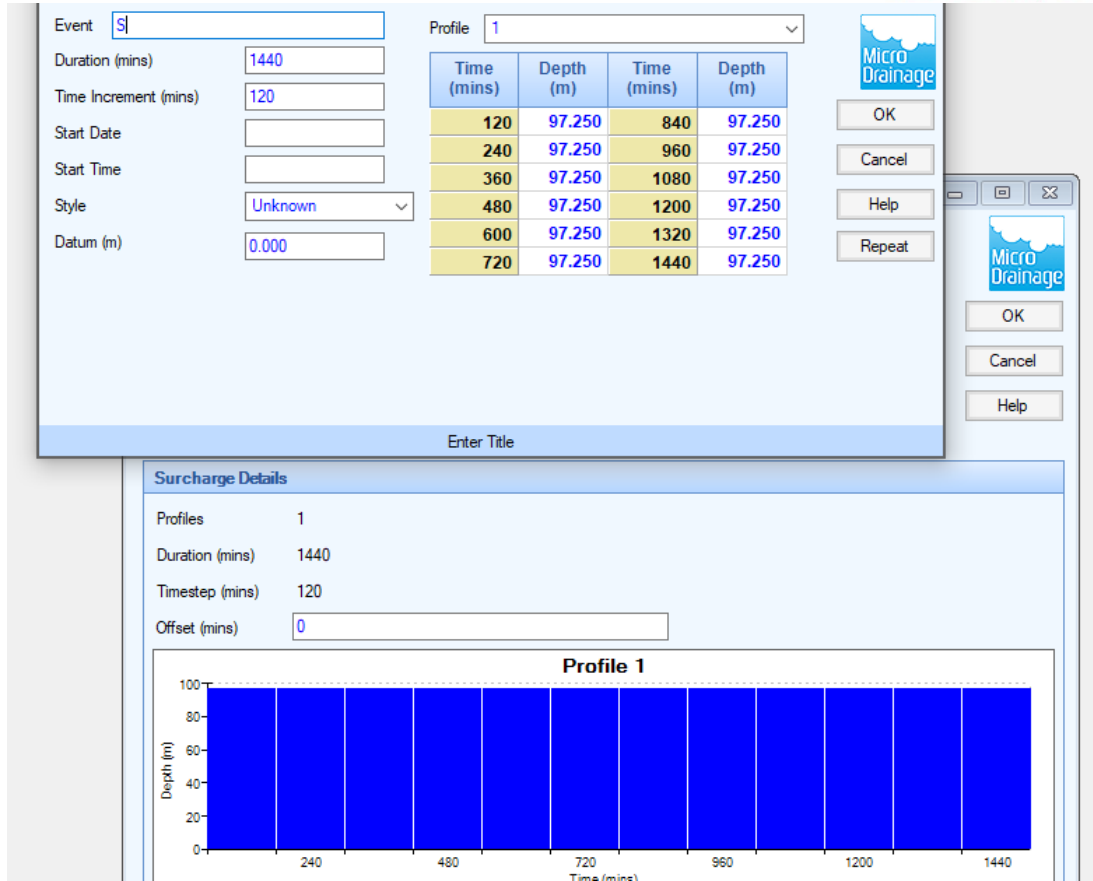 Event S
Profile 1
Duration (mins) 1440
Time Increment (mins) 120
Start Date
Start Time
Style Unknown
Datum (m) 0.000
Time (mins) Depth (m) Time (mins) Depth (m)
120 97.250 840 97.250
240 97.250 960 97.250
360 97.250 1080 97.250
480 97.250 1200 97.250
600 97.250 1320 97.250
720 97.250 1440 97.250
Micro
Drainage
OK
Cancel
Help
Repeat
Enter Title
Micro
Drainage
OK
Cancel
Help
Surcharge Details
Profiles 1
Duration (mins) 1440
Timestep (mins) 120
Offset (mins) 0
Profile 1
Depth (m)
100
80
60
40
20
0
240 480 720 960 1200 1440
Time (mins)